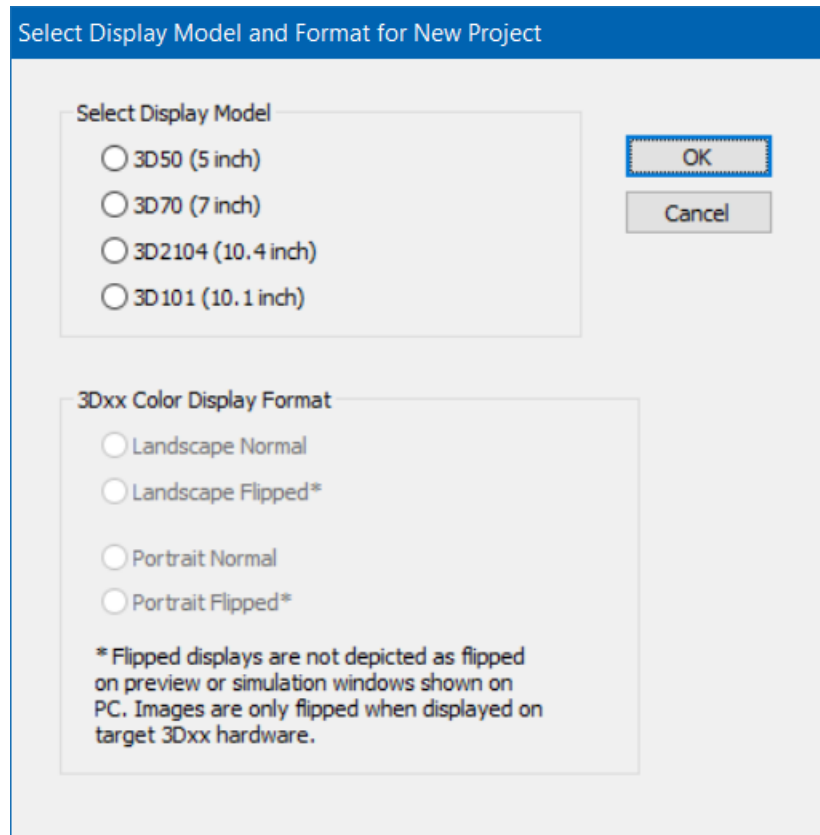 Select Display Model and Format for New Project
Select Display Model
3D50 (5 inch)
3D70 (7 inch)
3D2104 (10.4 inch)
3D101 (10.1 inch)
OK
Cancel
3Dxx Color Display Format
Landscape Normal
Landscape Flipped*
Portrait Normal
Portrait Flipped*
* Flipped displays are not depicted as flipped
on preview or simulation windows shown on
PC. Images are only flipped when displayed on
target 3Dxx hardware.